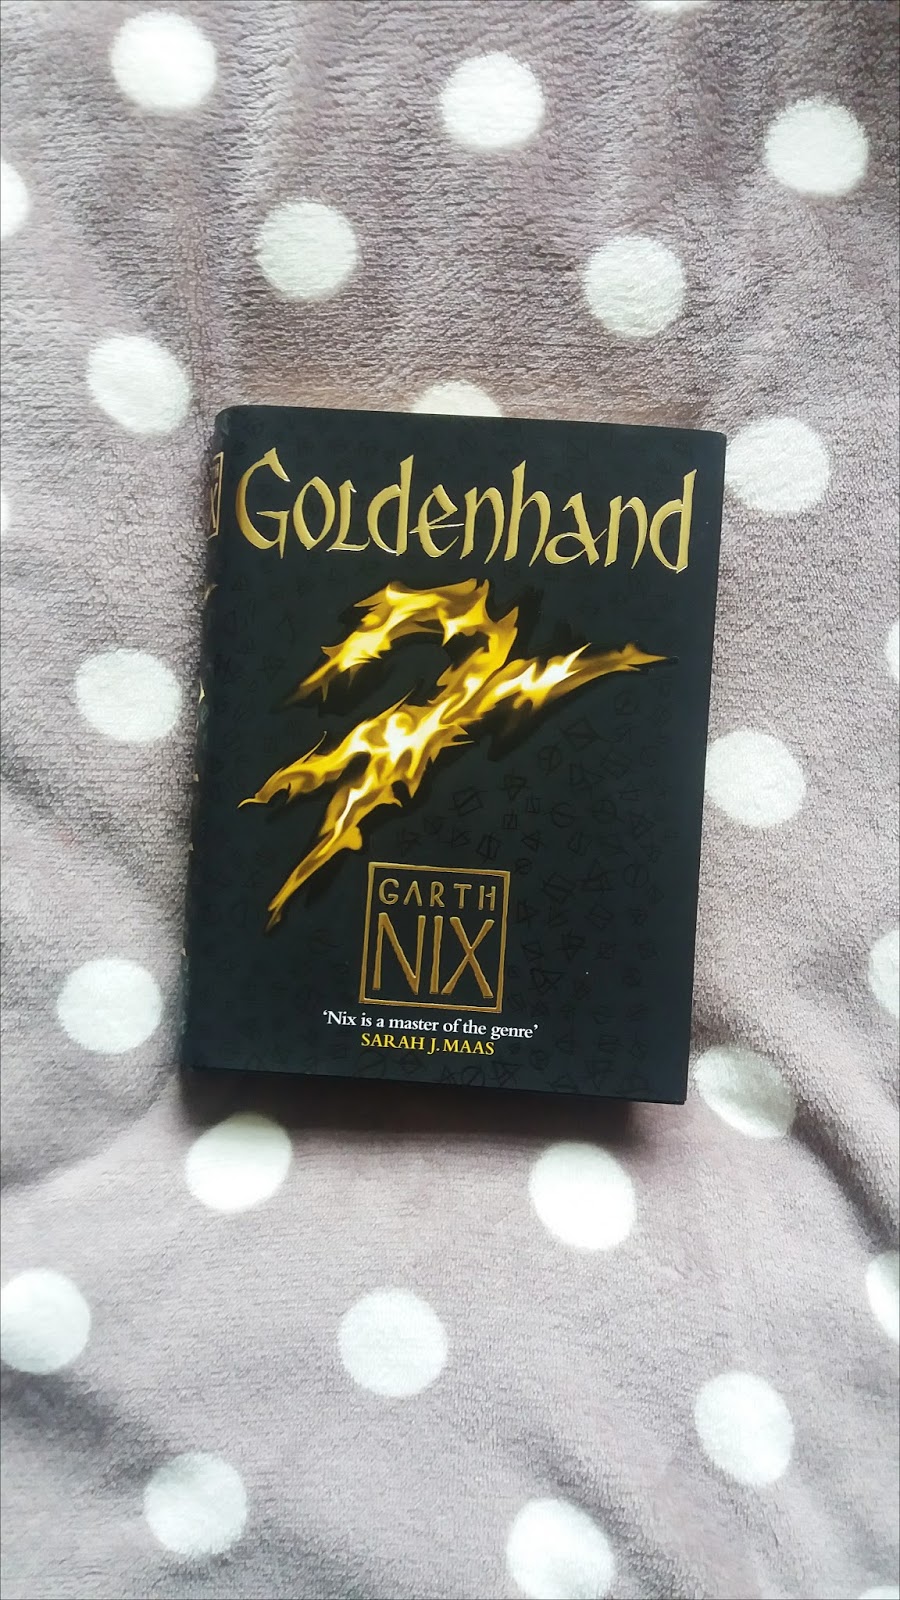 Goldenhand
GARTH
NIX
‘Nix is a master of the genre’
SARAH J. MAAS